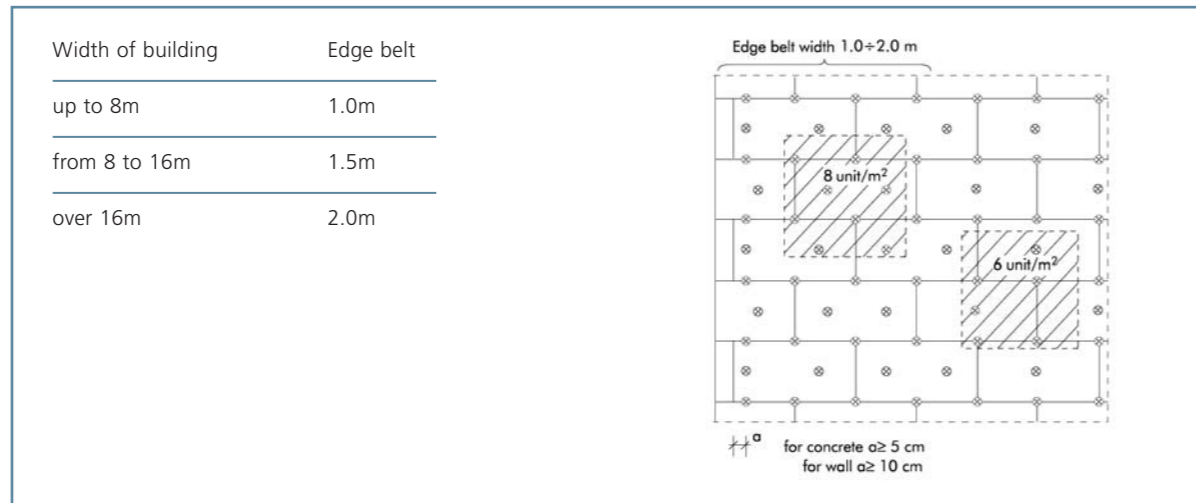 Width of building Edge belt
up to 8m 1.0m
from 8 to 16m 1.5m
over 16m 2.0m
Edge belt width 1.0÷2.0 m
8 unit/m²
6 unit/m²
a for concrete a≥ 5 cm
for wall a≥ 10 cm